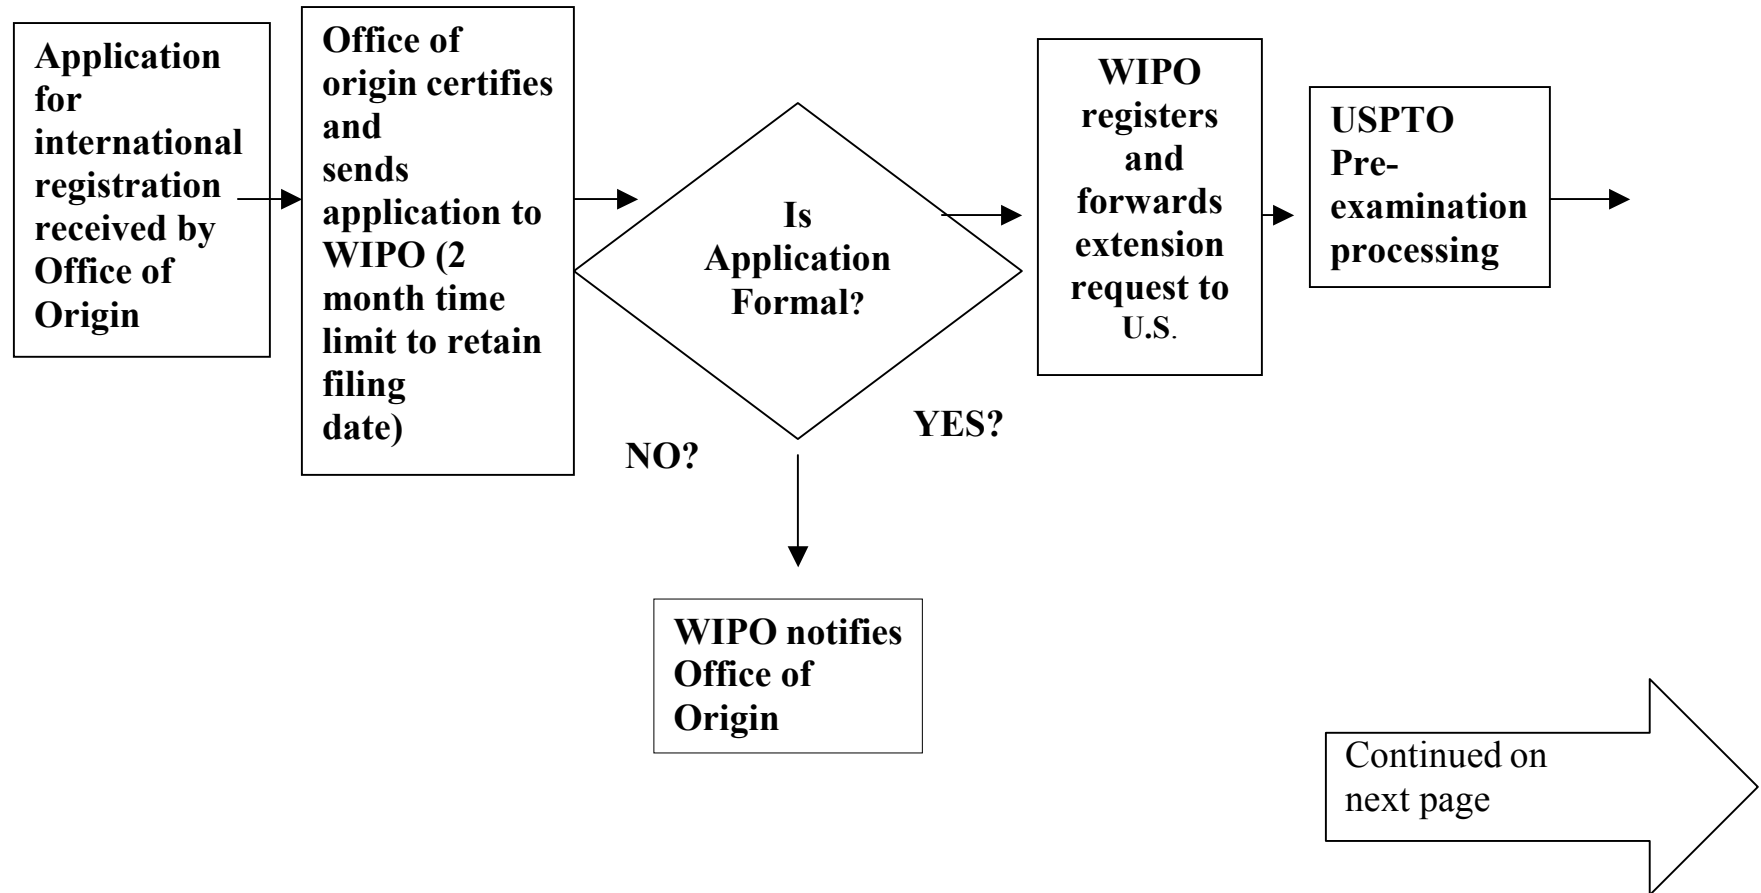 Application
for
international
registration
received by
Office of
Origin
Office of
origin certifies
and
sends
application to
WIPO (2
month time
limit to retain
filing
date)
Is
Application
Formal?
NO?
YES?
WIPO
registers
and
forwards
extension
request to
U.S.
USPTO
Pre-
examination
processing
WIPO notifies
Office of
Origin
Continued on
next page